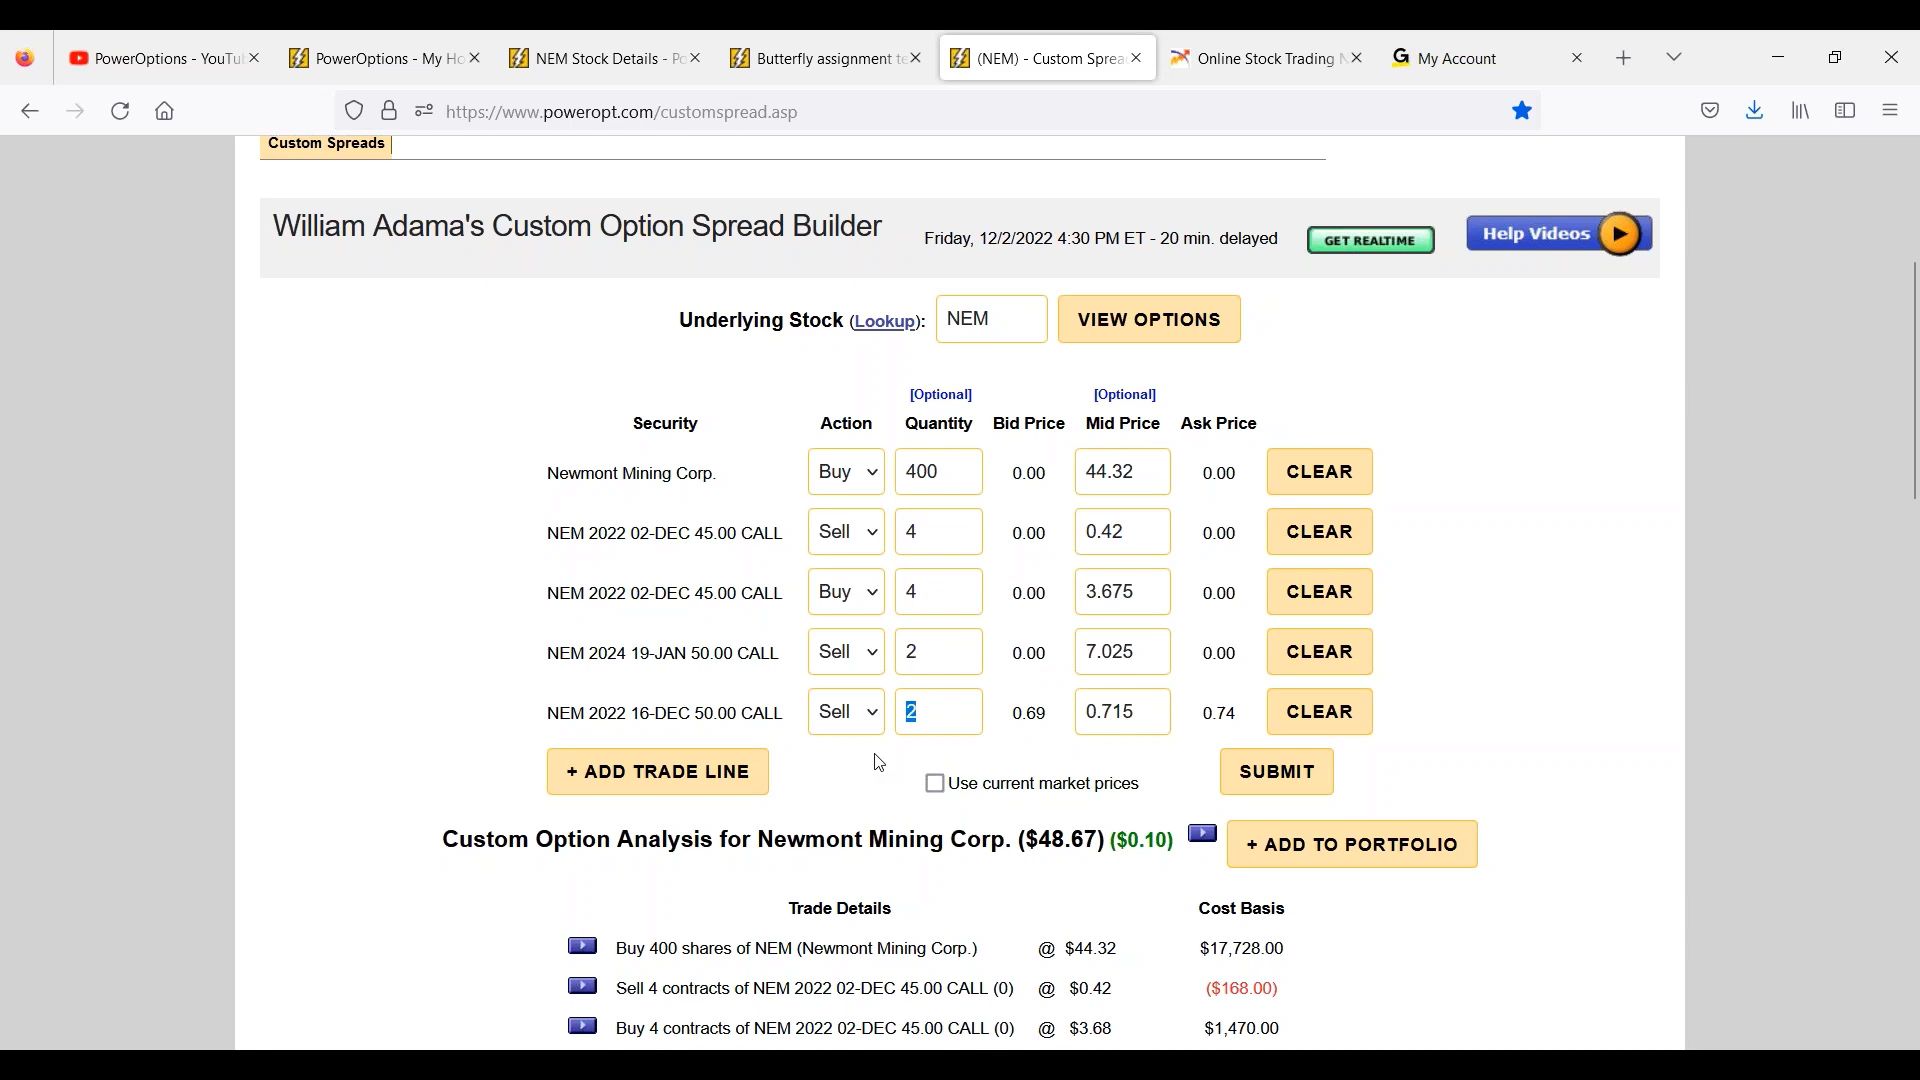 PowerOptions - YouTu
PowerOptions - My Ho
NEM Stock Details - Po
Butterfly assignment te
(NEM) - Custom Sprea
Online Stock Trading
My Account
https://www.poweropt.com/customspread.asp
Custom Spreads
William Adama's Custom Option Spread Builder
Friday, 12/2/2022 4:30 PM ET - 20 min. delayed
GET REALTIME
Help Videos
Underlying Stock (Lookup): NEM VIEW OPTIONS
[Optional] [Optional]
Security Action Quantity Bid Price Mid Price Ask Price
Newmont Mining Corp. Buy 400 0.00 44.32 0.00 CLEAR
NEM 2022 02-DEC 45.00 CALL Sell 4 0.00 0.42 0.00 CLEAR
NEM 2022 02-DEC 45.00 CALL Buy 4 0.00 3.675 0.00 CLEAR
NEM 2024 19-JAN 50.00 CALL Sell 2 0.00 7.025 0.00 CLEAR
NEM 2022 16-DEC 50.00 CALL Sell 2 0.69 0.715 0.74 CLEAR
+ ADD TRADE LINE Use current market prices SUBMIT
Custom Option Analysis for Newmont Mining Corp. ($48.67) ($0.10) + ADD TO PORTFOLIO
Trade Details Cost Basis
Buy 400 shares of NEM (Newmont Mining Corp.) @ $44.32 $17,728.00
Sell 4 contracts of NEM 2022 02-DEC 45.00 CALL (0) @ $0.42 ($168.00)
Buy 4 contracts of NEM 2022 02-DEC 45.00 CALL (0) @ $3.68 $1,470.00